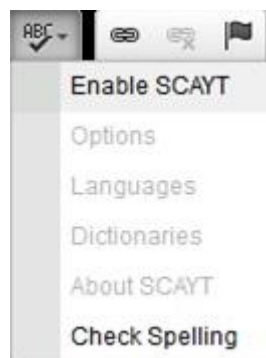 ABC
Enable SCAYT
Options
Languages
Dictionaries
About SCAYT
Check Spelling